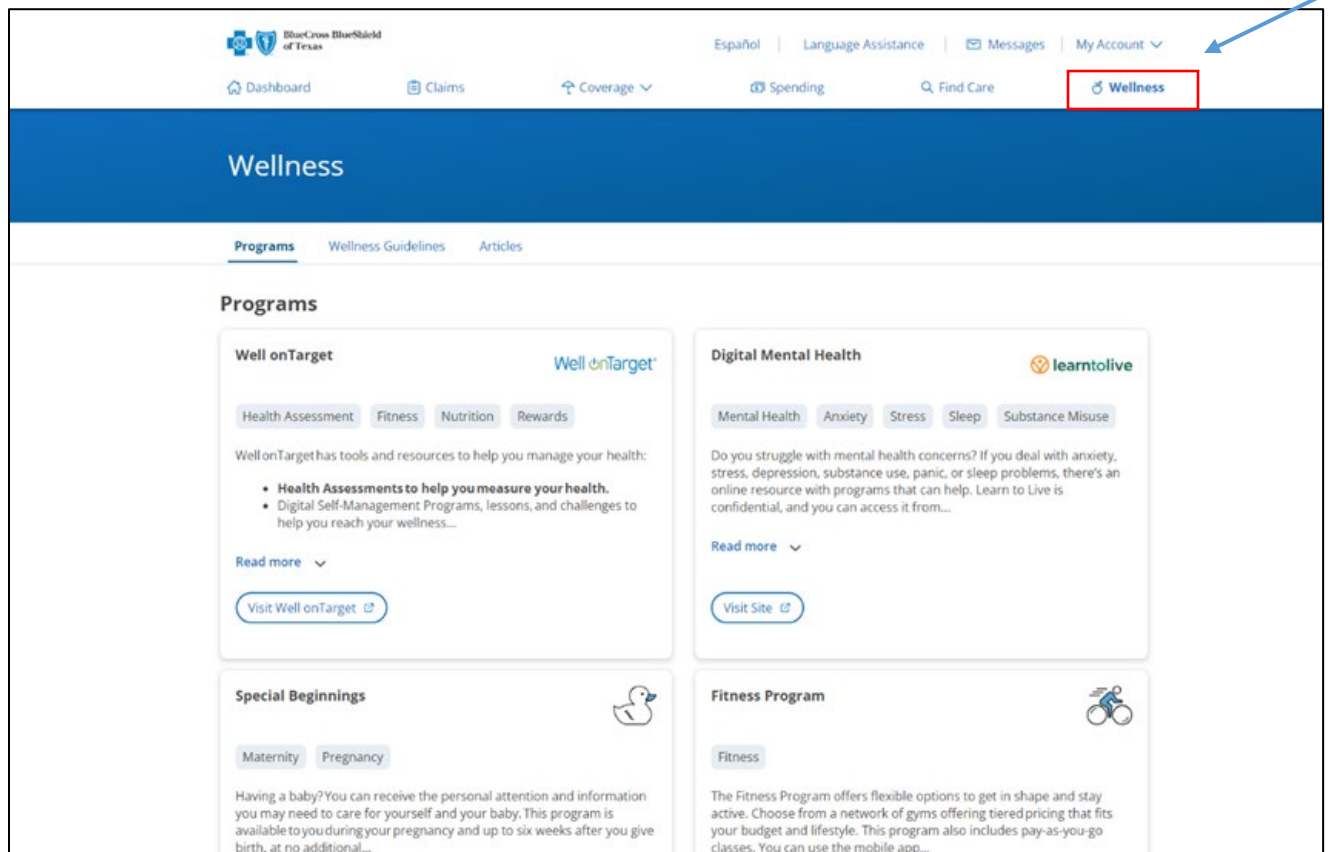 BlueCross BlueShield
of Texas
Español
Language Assistance
Messages
My Account
Dashboard
Claims
Coverage
Spending
Find Care
Wellness
Wellness
Programs
Wellness Guidelines
Articles
Programs
Well onTarget
Well onTarget
Health Assessment
Fitness
Nutrition
Rewards
Well onTarget has tools and resources to help you manage your health:
• Health Assessments to help you measure your health.
• Digital Self-Management Programs, lessons, and challenges to
help you reach your wellness...
Read more
Visit Well onTarget
Digital Mental Health
learntolive
Mental Health
Anxiety
Stress
Sleep
Substance Misuse
Do you struggle with mental health concerns? If you deal with anxiety,
stress, depression, substance use, panic, or sleep problems, there's an
online resource with programs that can help. Learn to Live is
confidential, and you can access it from...
Read more
Visit Site
Special Beginnings
Maternity
Pregnancy
Having a baby? You can receive the personal attention and information
you may need to care for yourself and your baby. This program is
available to you during your pregnancy and up to six weeks after you give
birth, at no additional...
Fitness Program
Fitness
The Fitness Program offers flexible options to get in shape and stay
active. Choose from a network of gyms offering tiered pricing that fits
your budget and lifestyle. This program also includes pay-as-you-go
classes. You can use the mobile app...